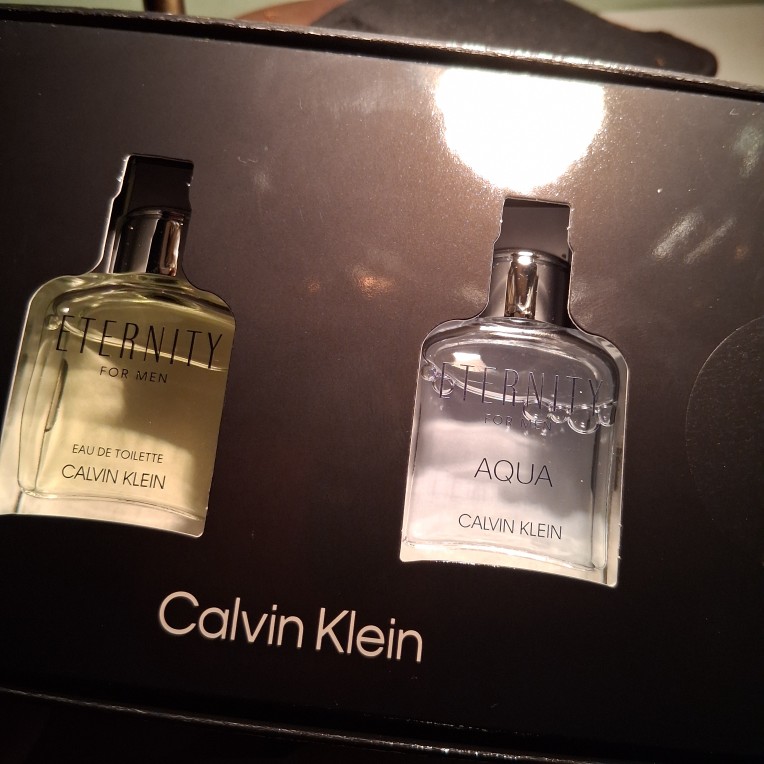 ETERNITY
FOR MEN
EAU DE TOILETTE
CALVIN KLEIN
ETERNITY
FOR MEN
AQUA
CALVIN KLEIN
Calvin Klein